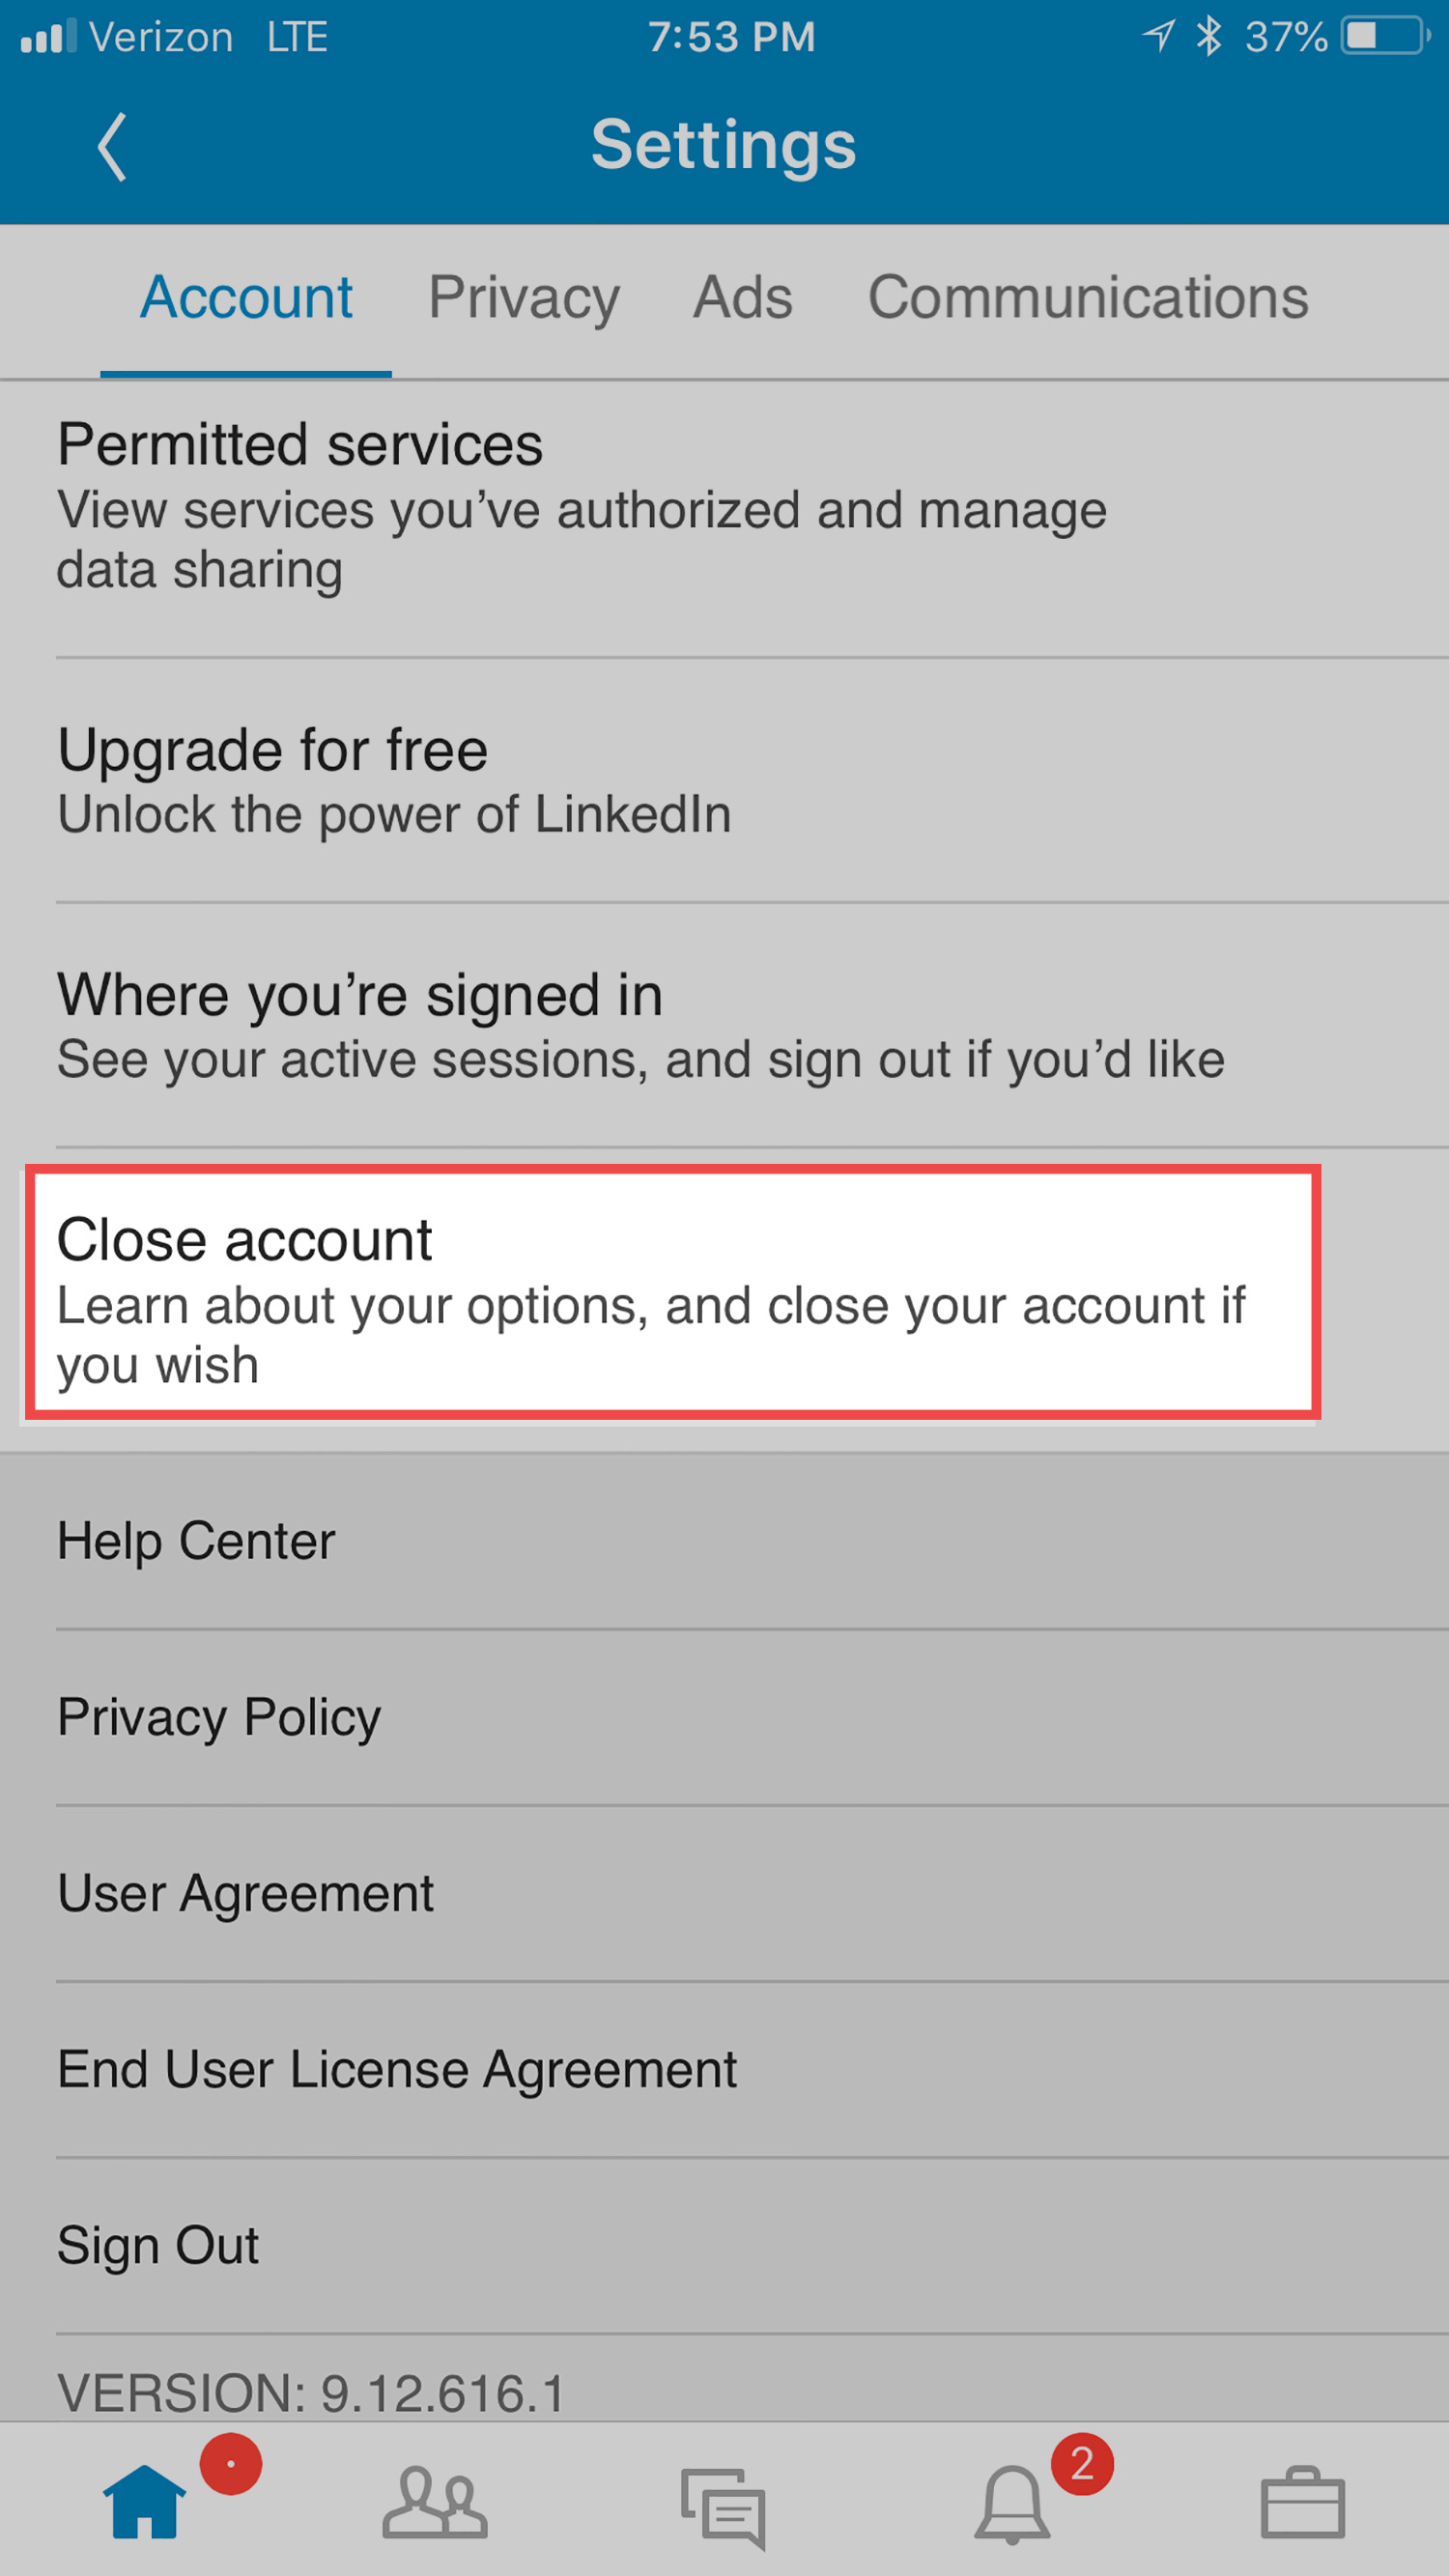 Verizon LTE 7:53 PM 37%
Settings
Account Privacy Ads Communications
Permitted services
View services you’ve authorized and manage
data sharing
Upgrade for free
Unlock the power of LinkedIn
Where you’re signed in
See your active sessions, and sign out if you’d like
Close account
Learn about your options, and close your account if
you wish
Help Center
Privacy Policy
User Agreement
End User License Agreement
Sign Out
VERSION: 9.12.616.1
2